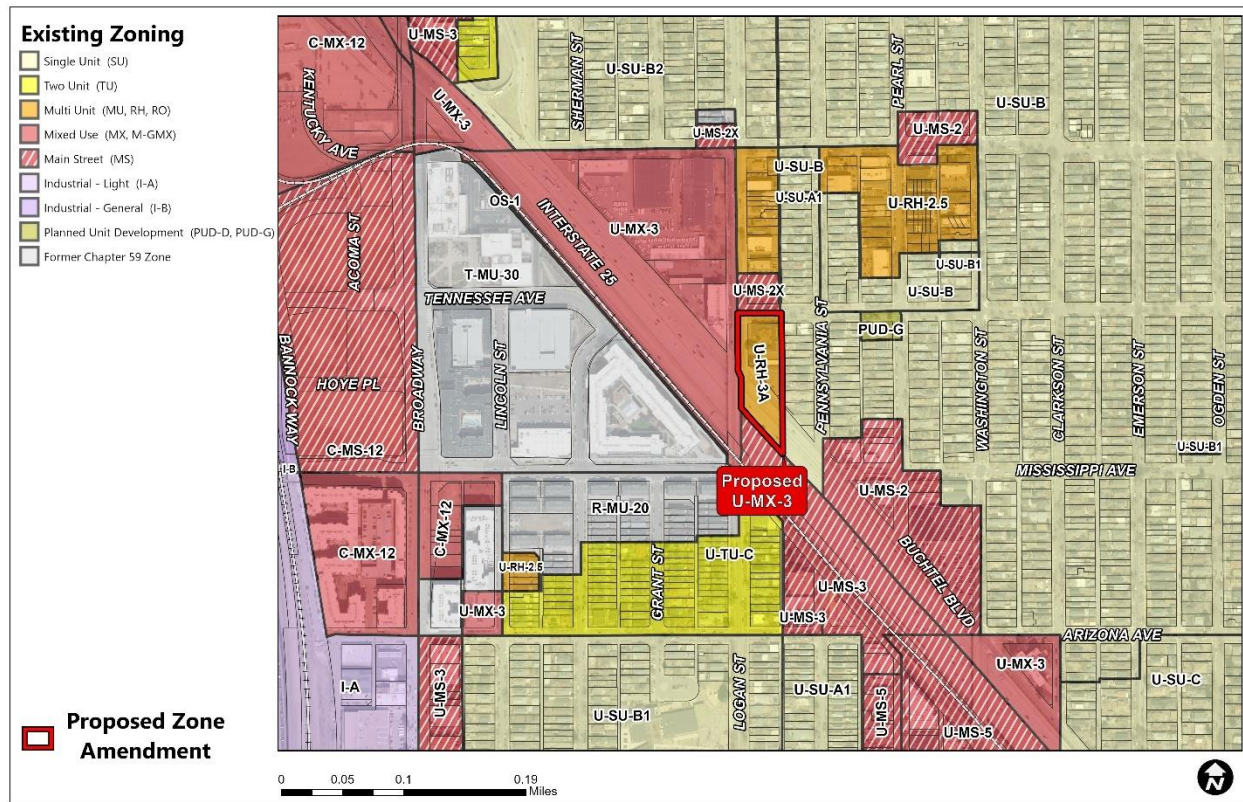 Existing Zoning
Single Unit (SU)
Two Unit (TU)
Multi Unit (MU, RH, RO)
Mixed Use (MX, M-GMX)
Main Street (MS)
Industrial - Light (I-A)
Industrial - General (I-B)
Planned Unit Development (PUD-D, PUD-G)
Former Chapter 59 Zone
C-MX-12
U-MS-3
KENTUCKY AVE
U-MX-3
SHERMAN ST
U-SU-B2
PEARL ST
U-SU-B
U-MS-2X
U-MS-2
U-SU-B
U-SU-A1
U-RH-2.5
OS-1
INTERSTATE 25
U-MX-3
ACOMA ST
T-MU-30
TENNESSEE AVE
U-MS-2X
U-SU-B1
U-SU-B
PUD-G
PENNSYLVANIA ST
U-RH-3A
BANNOCK WAY
HOYE PL
BROADWAY
LINCOLN ST
WASHINGTON ST
CLARKSON ST
EMERSON ST
OGDEN ST
C-MS-12
U-SU-B1
I-B
MISSISSIPPI AVE
Proposed
U-MX-3
U-MS-2
R-MU-20
C-MX-12
C-MX-12
U-RH-2.5
GRANT ST
U-TU-C
BUCHTEL BLVD
U-MS-3
U-MX-3
U-MS-3
ARIZONA AVE
U-MX-3
I-A
U-MS-3
U-SU-B1
LOGAN ST
U-SU-A1
U-MS-5
U-MS-5
U-SU-C
Proposed Zone
Amendment
0 0.05 0.1 0.19
Miles
N